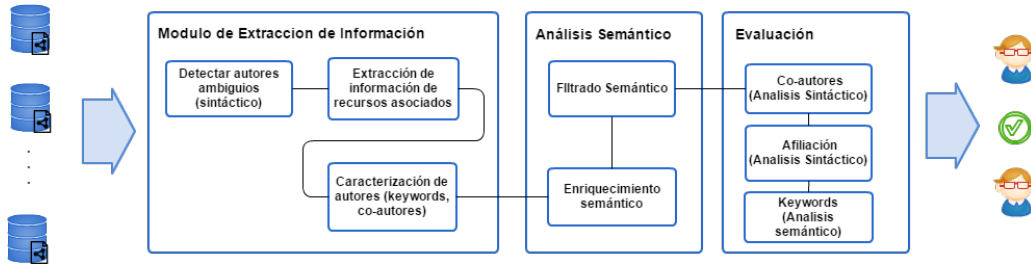 Modulo de Extraccion de Información
Detectar autores
ambiguios
(sintáctico)
Extracción de
información de
recursos asociados
Caracterización de
autores (keywords,
co-autores)
Análisis Semántico
FIltrado Semántico
Enriquecimiento
semántico
Evaluación
Co-autores
(Analisis Sintáctico)
Afiliación
(Analisis Sintáctico)
Keywords
(Analisis
semántico)